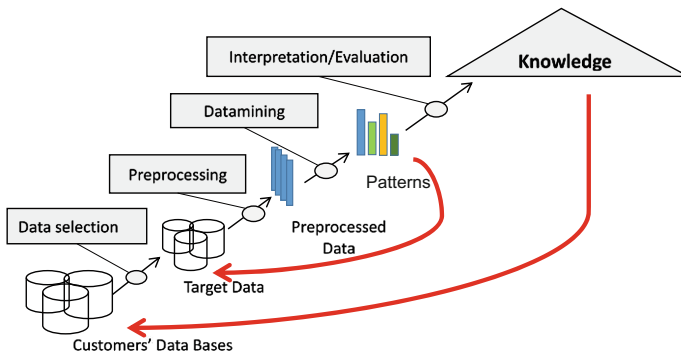 Interpretation/Evaluation
Knowledge
Datamining
Patterns
Preprocessing
Preprocessed
Data
Data selection
Target Data
Customers' Data Bases